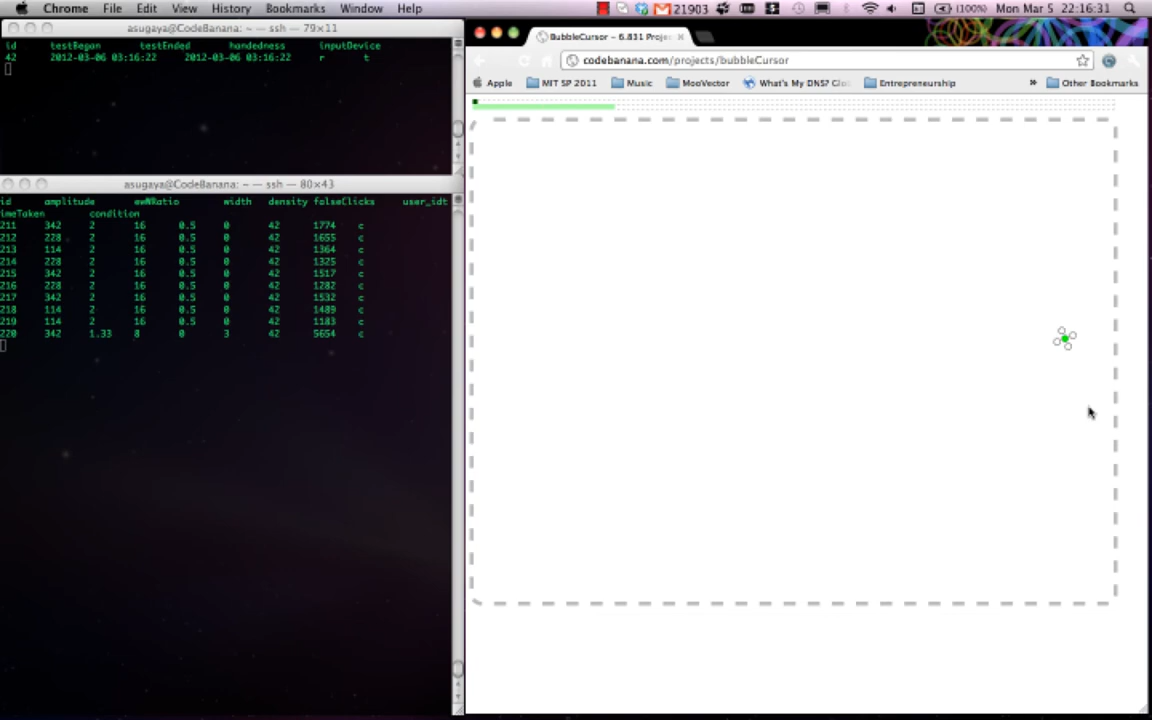 Chrome File Edit View History Bookmarks Window Help 21903 (100%) Mon Mar 5 22:16:31
asugaya@CodeBanana: ~ — ssh — 79×11
id testBegan testEnded handedness inputDevice
42 2012-03-06 03:16:22 2012-03-06 03:16:22 r t
asugaya@CodeBanana: ~ — ssh — 80×43
id amplitude ewWRatio width density falseClicks user_idt
imeTaken condition
211 342 2 16 0.5 0 42 1774 c
212 228 2 16 0.5 0 42 1655 c
213 114 2 16 0.5 0 42 1364 c
214 228 2 16 0.5 0 42 1325 c
215 342 2 16 0.5 0 42 1517 c
216 228 2 16 0.5 0 42 1282 c
217 342 2 16 0.5 0 42 1532 c
218 114 2 16 0.5 0 42 1489 c
219 114 2 16 0.5 0 42 1183 c
220 342 1.33 8 0 3 42 5654 c
BubbleCursor – 6.831 Projec
codebanana.com/projects/bubbleCursor
Apple MIT SP 2011 Music MooVector What's My DNS? Glo Entrepreneurship » Other Bookmarks